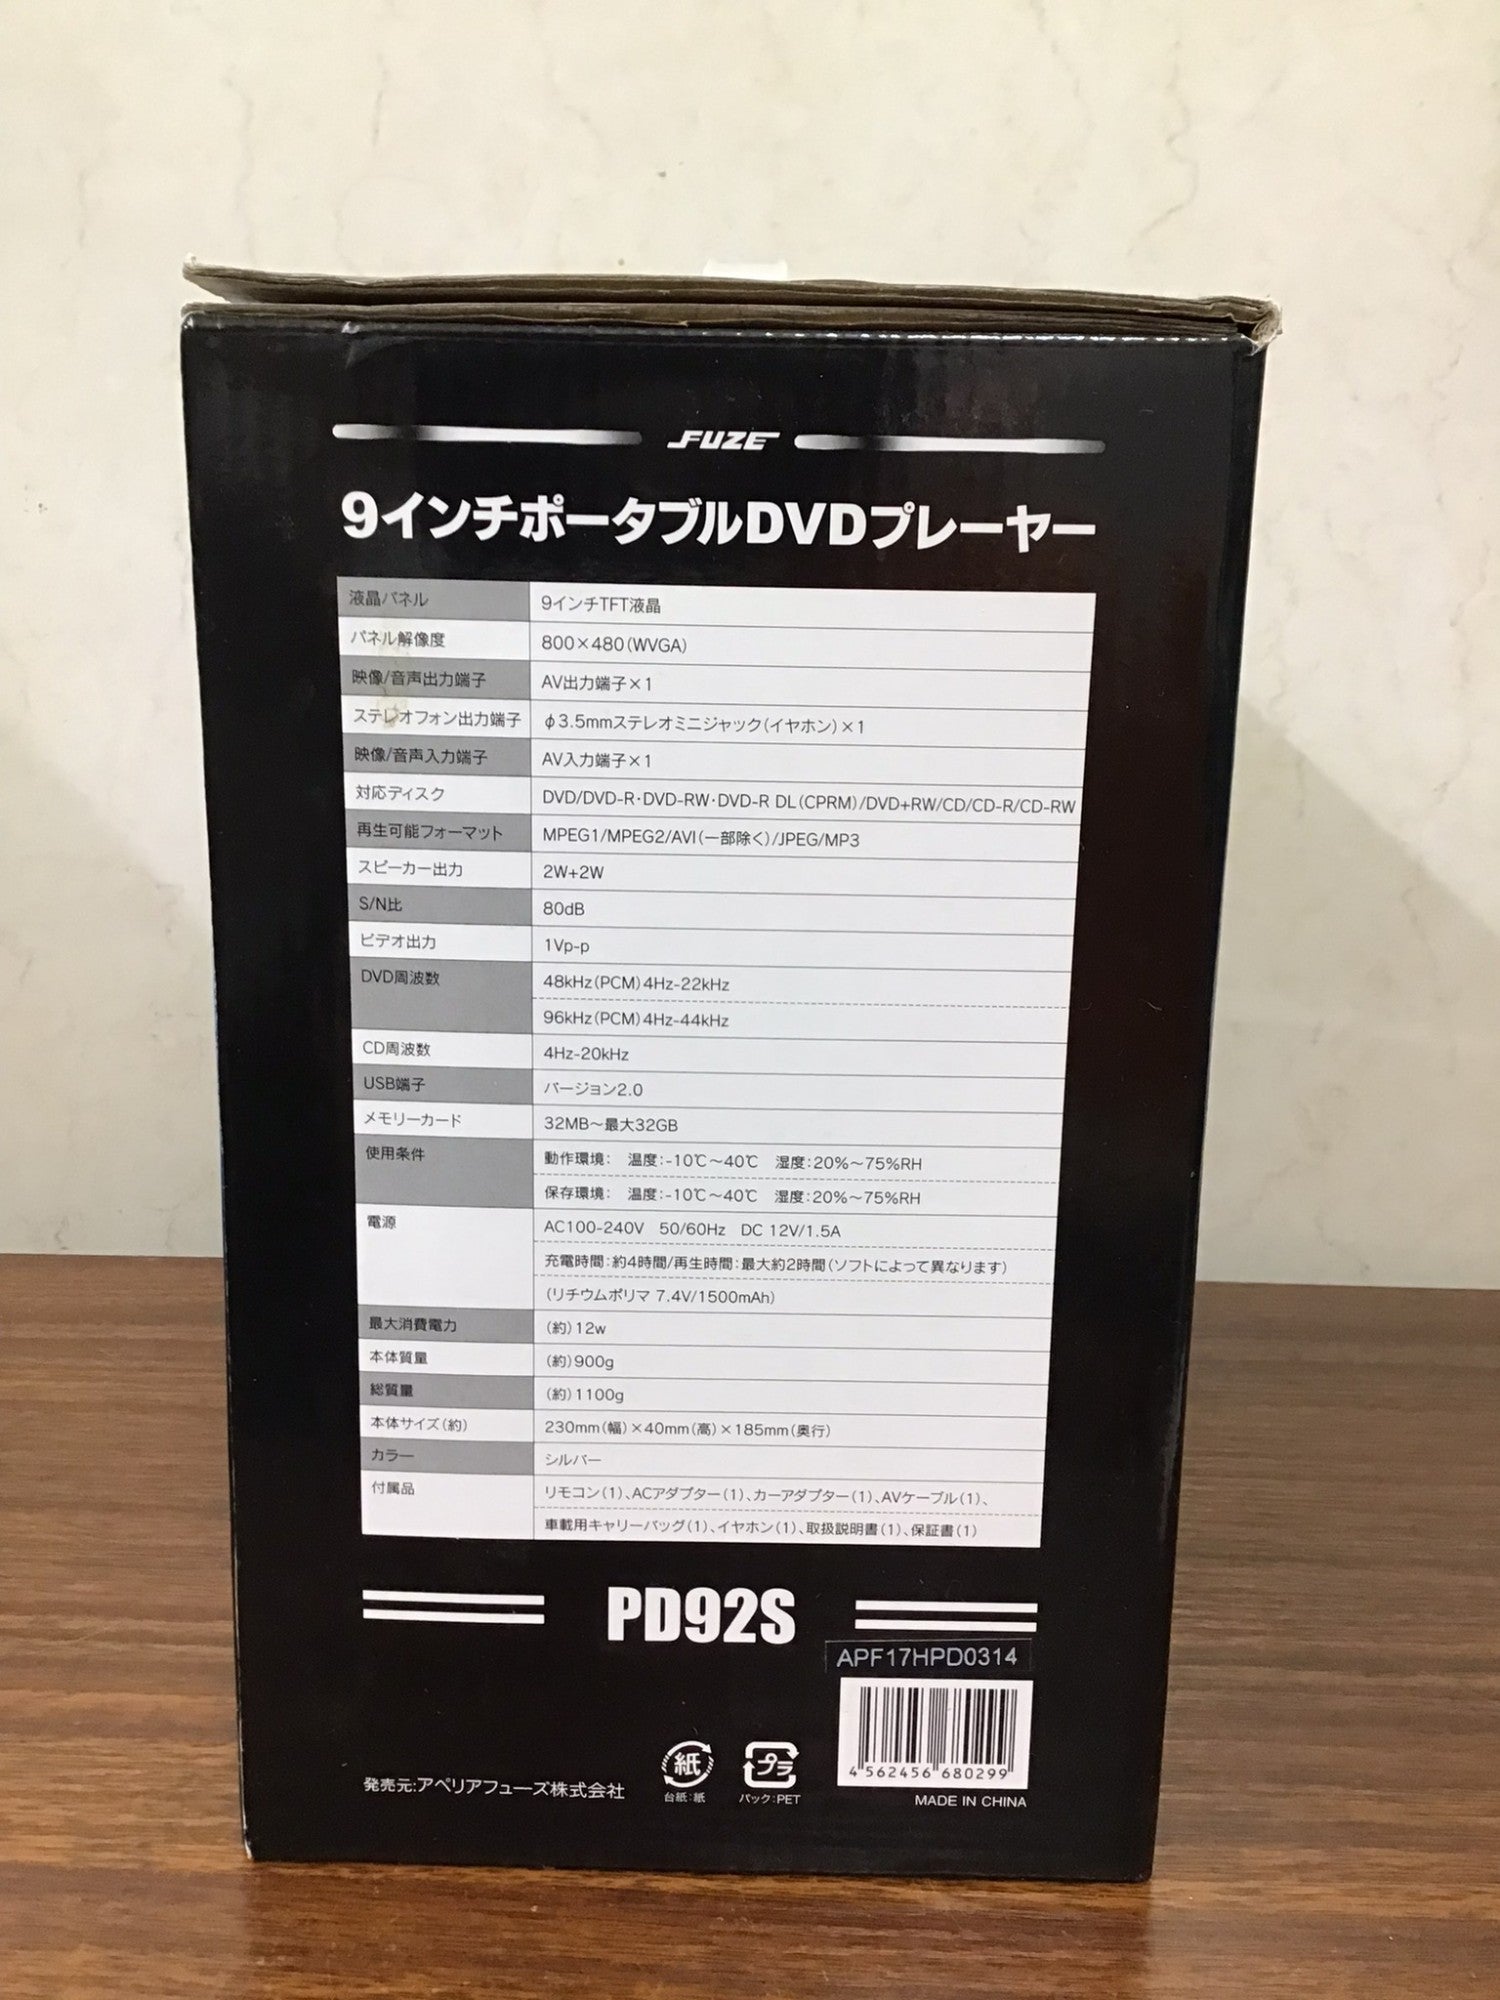 FUZE
9インチポータブルDVDプレーヤー
液晶パネル 9インチTFT液晶
パネル解像度 800×480(WVGA)
映像/音声出力端子 AV出力端子×1
ステレオフォン出力端子 φ3.5mmステレオミニジャック(イヤホン)×1
映像/音声入力端子 AV入力端子×1
対応ディスク DVD/DVD-R・DVD-RW・DVD-R DL(CPRM)/DVD+RW/CD/CD-R/CD-RW
再生可能フォーマット MPEG1/MPEG2/AVI(一部除く)/JPEG/MP3
スピーカー出力 2W+2W
S/N比 80dB
ビデオ出力 1Vp-p
DVD周波数 48kHz(PCM)4Hz-22kHz
96kHz(PCM)4Hz-44kHz
CD周波数 4Hz-20kHz
USB端子 バージョン2.0
メモリーカード 32MB～最大32GB
使用条件 動作環境: 温度:-10℃～40℃ 湿度:20%～75%RH
保存環境: 温度:-10℃～40℃ 湿度:20%～75%RH
電源 AC100-240V 50/60Hz DC 12V/1.5A
充電時間:約4時間/再生時間:最大約2時間(ソフトによって異なります)
(リチウムポリマ 7.4V/1500mAh)
最大消費電力 (約)12w
本体質量 (約)900g
総質量 (約)1100g
本体サイズ(約) 230mm(幅)×40mm(高)×185mm(奥行)
カラー シルバー
付属品 リモコン(1)、ACアダプター(1)、カーアダプター(1)、AVケーブル(1)、
車載用キャリーバッグ(1)、イヤホン(1)、取扱説明書(1)、保証書(1)
PD92S
APF17HPD0314
4 562456 680299
MADE IN CHINA
紙
台紙:紙
プラ
パック:PET
発売元:アペリアフューズ株式会社